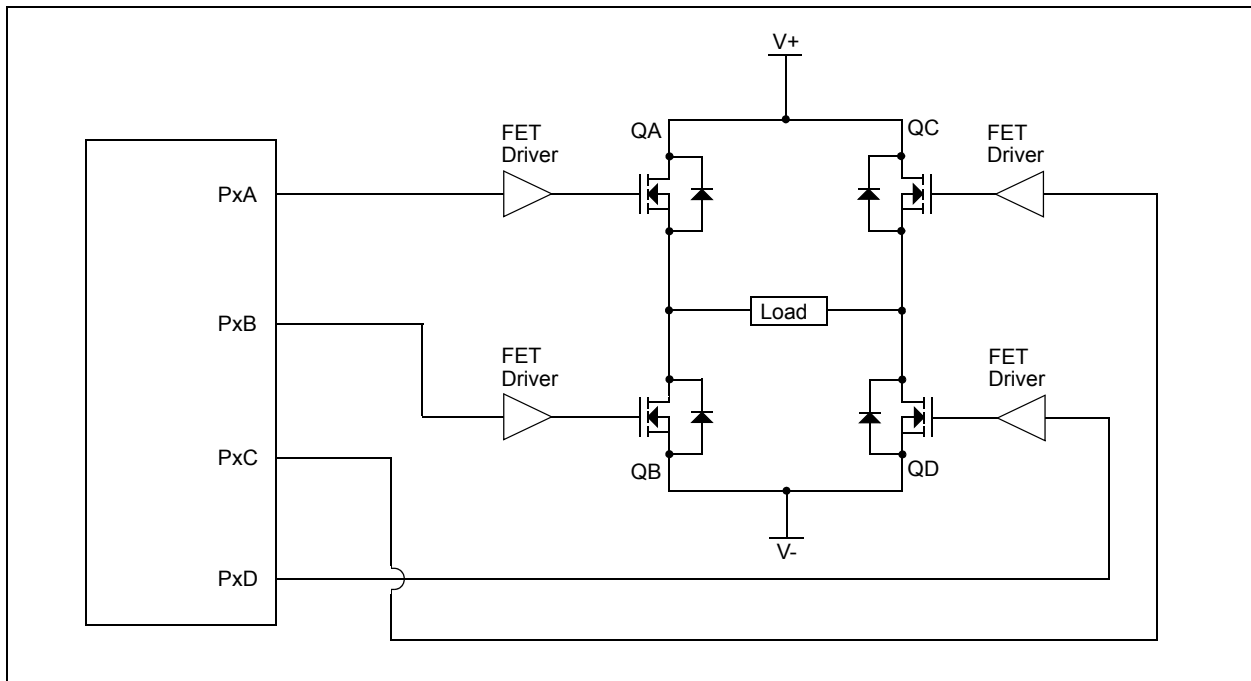 V+
FET
Driver
QA
QC
FET
Driver
PxA
PxB
Load
FET
Driver
FET
Driver
PxC
QB
QD
V-
PxD